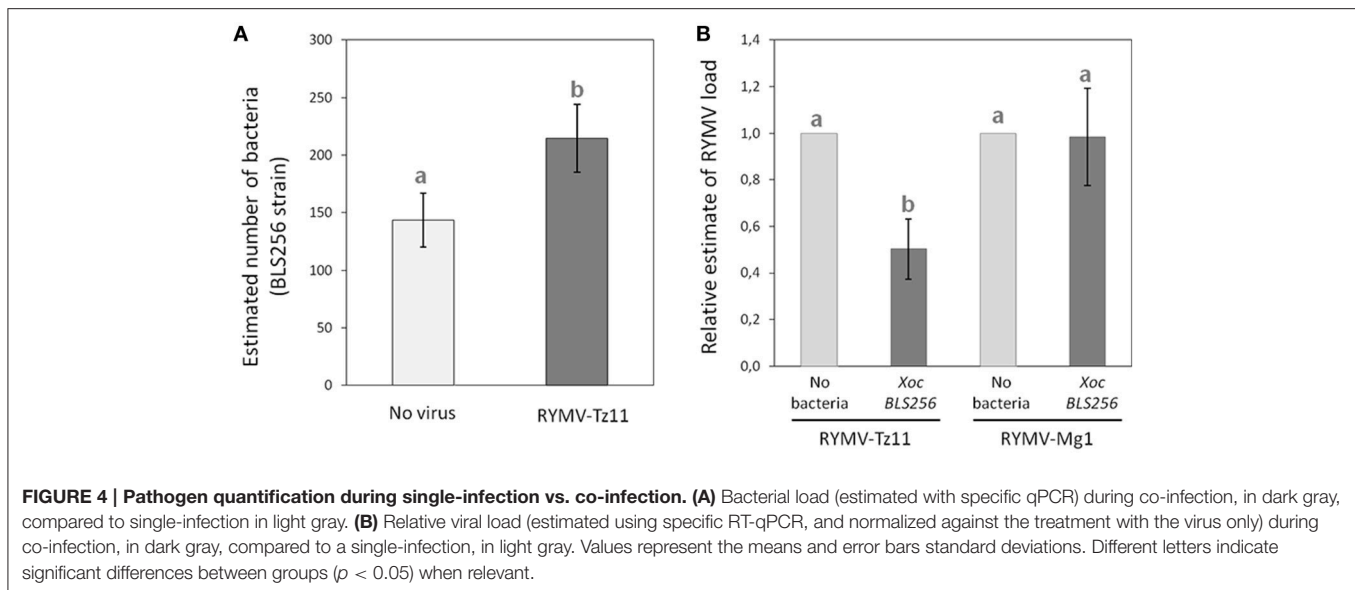 A
Estimated number of bacteria
(BLS256 strain)
300
250
200
150
100
50
0
a
b
No virus
RYMV-Tz11
B
Relative estimate of RYMV load
1,4
1,2
1,0
0,8
0,6
0,4
0,2
0,0
a
b
a
a
No
bacteria
Xoc
BLS256
No
bacteria
Xoc
BLS256
RYMV-Tz11
RYMV-Mg1
FIGURE 4 | Pathogen quantification during single-infection vs. co-infection. (A) Bacterial load (estimated with specific qPCR) during co-infection, in dark gray,
compared to single-infection in light gray. (B) Relative viral load (estimated using specific RT-qPCR, and normalized against the treatment with the virus only) during
co-infection, in dark gray, compared to a single-infection, in light gray. Values represent the means and error bars standard deviations. Different letters indicate
significant differences between groups (p < 0.05) when relevant.